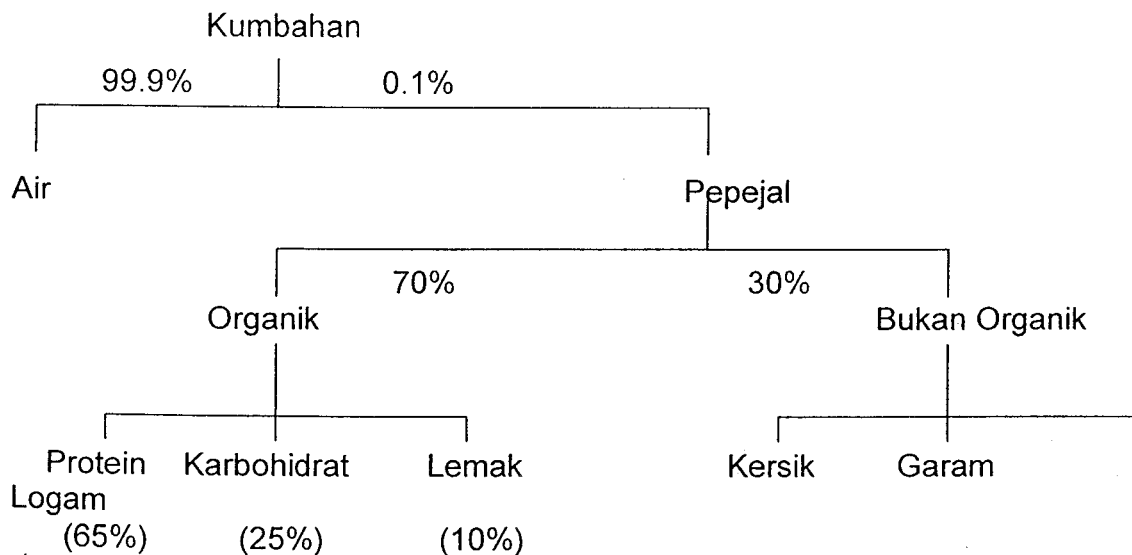 Kumbahan
99.9% 0.1%
Air Pepejal
70% 30%
Organik Bukan Organik
Protein Karbohidrat Lemak Kersik Garam
Logam
(65%) (25%) (10%)